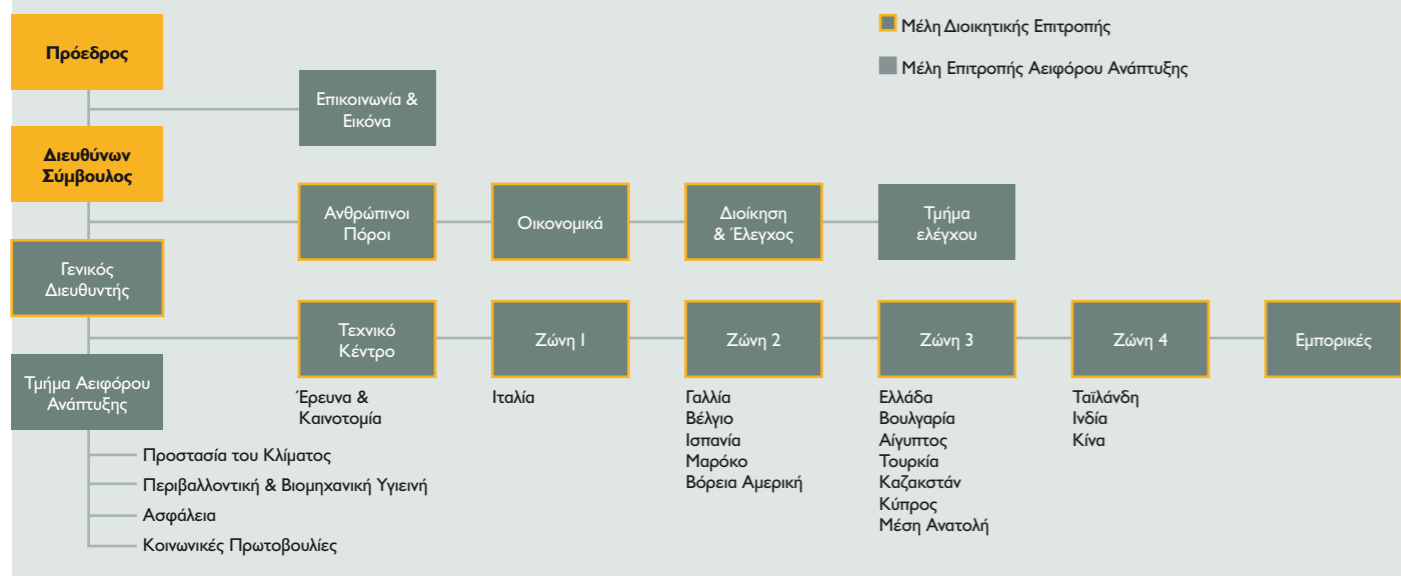 Μέλη Διοικητικής Επιτροπής
Μέλη Επιτροπής Αειφόρου Ανάπτυξης
Πρόεδρος
Επικοινωνία &
Εικόνα
Διευθύνων
Σύμβουλος
Ανθρώπινοι
Πόροι
Οικονομικά
Διοίκηση
& Έλεγχος
Τμήμα
ελέγχου
Γενικός
Διευθυντής
Τεχνικό
Κέντρο
Ζώνη 1
Ζώνη 2
Ζώνη 3
Ζώνη 4
Εμπορικές
Έρευνα &
Καινοτομία
Ιταλία
Γαλλία
Βέλγιο
Ισπανία
Μαρόκο
Βόρεια Αμερική
Ελλάδα
Βουλγαρία
Αίγυπτος
Τουρκία
Καζακστάν
Κύπρος
Μέση Ανατολή
Ταϊλάνδη
Ινδία
Κίνα
Τμήμα Αειφόρου
Ανάπτυξης
Προστασία του Κλίματος
Περιβαλλοντική & Βιομηχανική Υγιεινή
Ασφάλεια
Κοινωνικές Πρωτοβουλίες